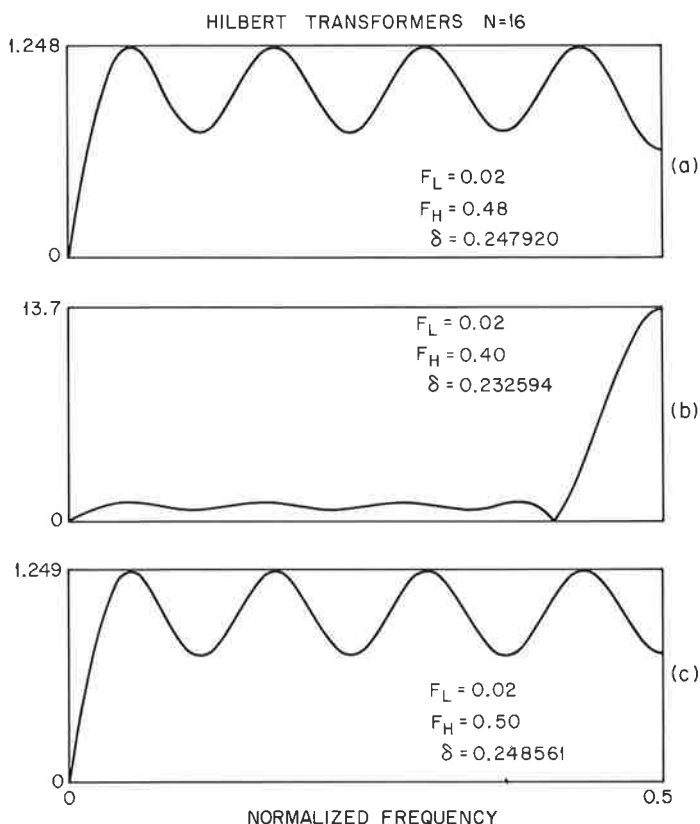 HILBERT TRANSFORMERS N=16
1.248
F_L = 0.02
F_H = 0.48
δ = 0.247920
0
(a)
13.7
F_L = 0.02
F_H = 0.40
δ = 0.232594
0
(b)
1.249
F_L = 0.02
F_H = 0.50
δ = 0.248561
0
(c)
0 0.5
NORMALIZED FREQUENCY